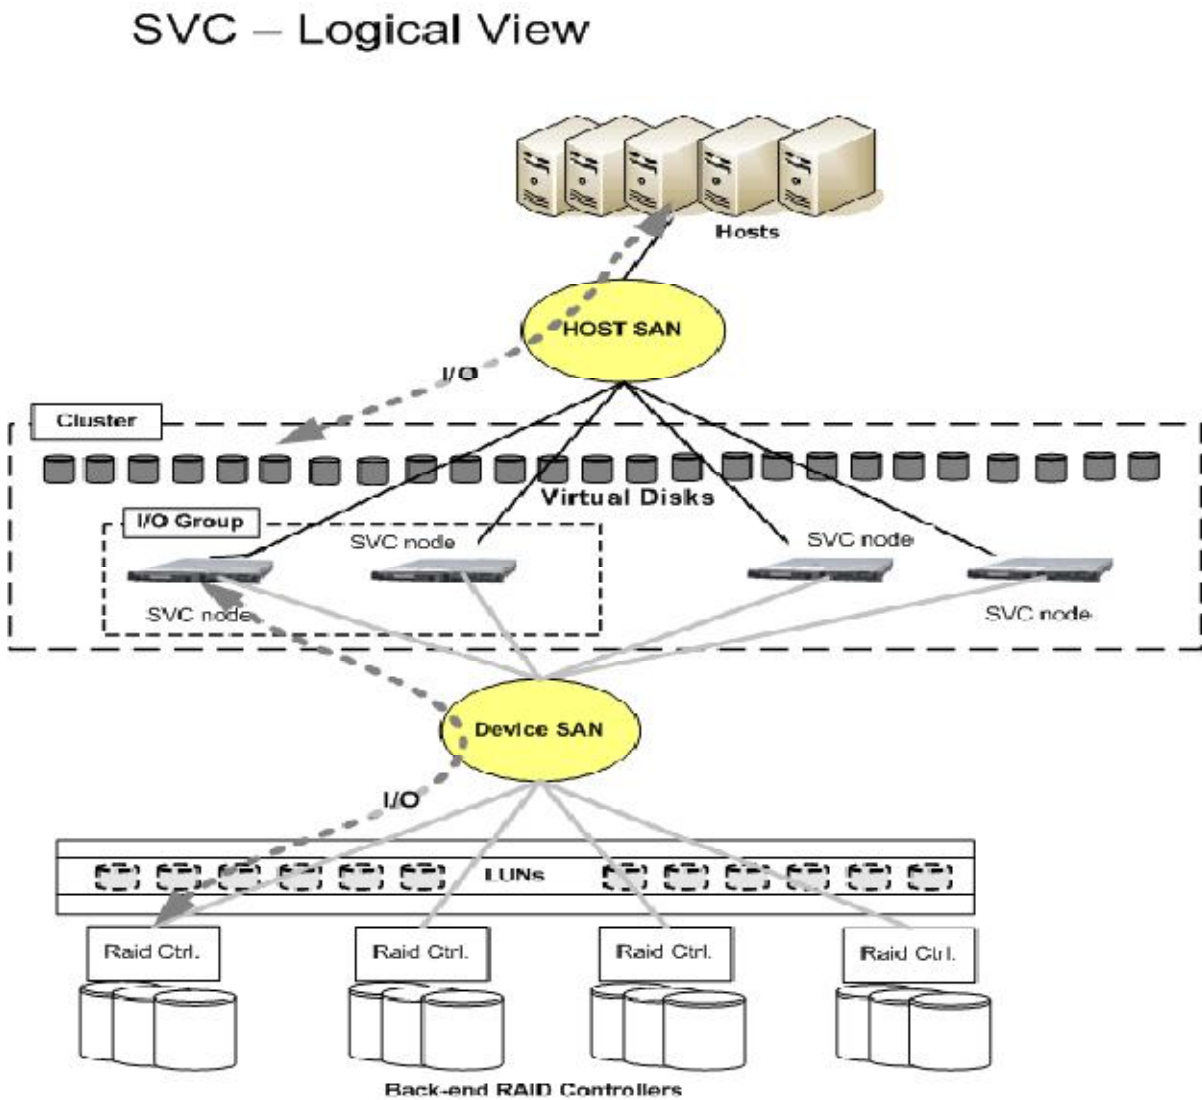 SVC – Logical View
Hosts
HOST SAN
I/O
Cluster
Virtual Disks
I/O Group
SVC node
SVC node
SVC node
SVC node
Device SAN
I/O
LUNs
Raid Ctrl.
Raid Ctrl.
Raid Ctrl.
Raid Ctrl.
Back-end RAID Controllers